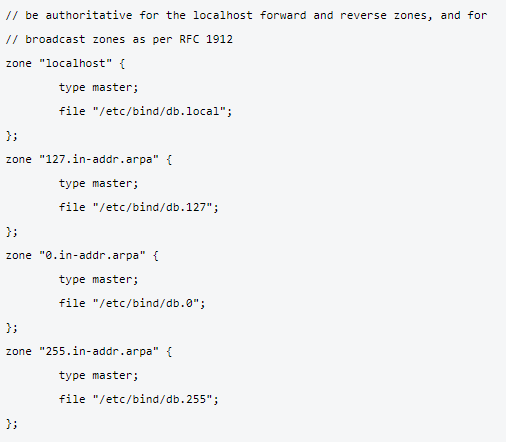 // be authoritative for the localhost forward and reverse zones, and for
// broadcast zones as per RFC 1912
zone "localhost" {
        type master;
        file "/etc/bind/db.local";
};
zone "127.in-addr.arpa" {
        type master;
        file "/etc/bind/db.127";
};
zone "0.in-addr.arpa" {
        type master;
        file "/etc/bind/db.0";
};
zone "255.in-addr.arpa" {
        type master;
        file "/etc/bind/db.255";
};